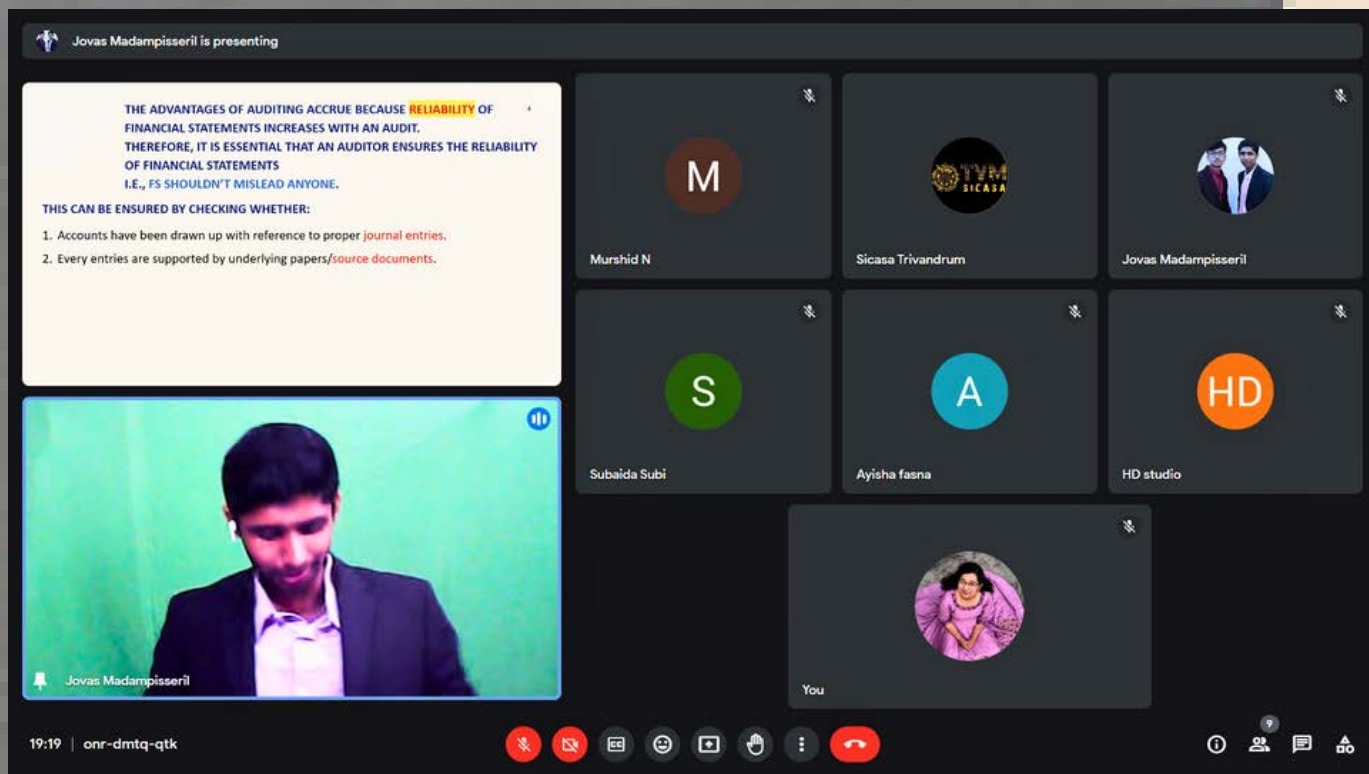 Jovas Madampisseril is presenting
THE ADVANTAGES OF AUDITING ACCRUE BECAUSE RELIABILITY OF
FINANCIAL STATEMENTS INCREASES WITH AN AUDIT.
THEREFORE, IT IS ESSENTIAL THAT AN AUDITOR ENSURES THE RELIABILITY
OF FINANCIAL STATEMENTS
I.E., FS SHOULDN'T MISLEAD ANYONE.
THIS CAN BE ENSURED BY CHECKING WHETHER:
1. Accounts have been drawn up with reference to proper journal entries.
2. Every entries are supported by underlying papers/source documents.
Jovas Madampisseril
M
Murshid N
TVM
SICASA
Sicasa Trivandrum
Jovas Madampisseril
S
Subaida Subi
A
Ayisha fasna
HD
HD studio
You
19:19 | onr-dmtq-qtk
CC
9